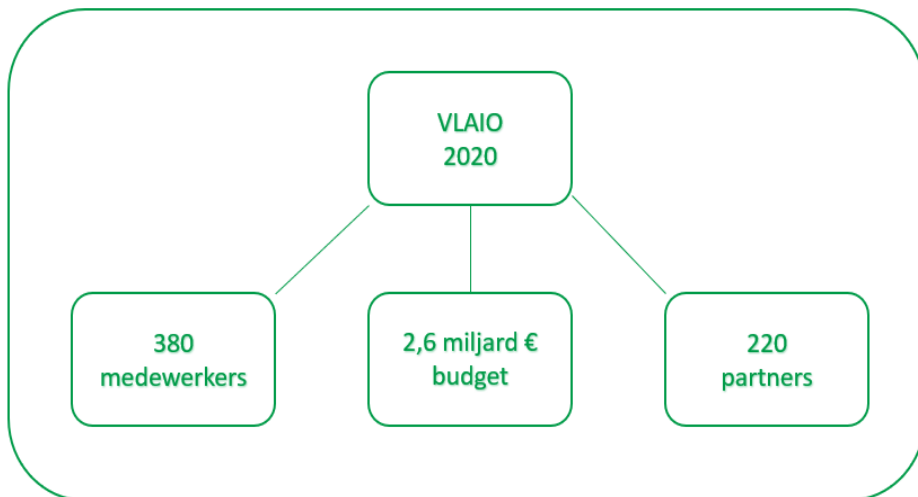 VLAIO
2020
380
medewerkers
2,6 miljard €
budget
220
partners